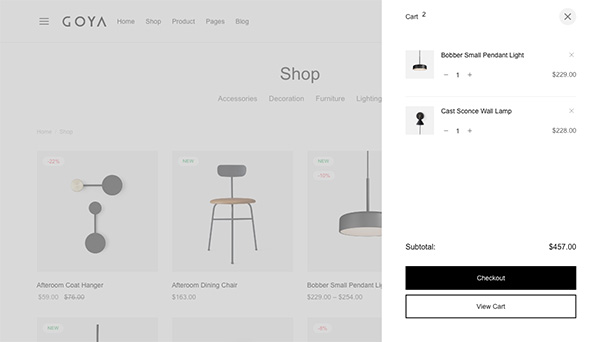 GOYA
Home Shop Product Pages Blog
Shop
Accessories Decoration Furniture Lighting
Home / Shop
-22%
NEW
NEW
-10%
Afteroom Coat Hanger
$59.00 $76.00
Afteroom Dining Chair
$163.00
Bobber Small Pendant Li
$229.00 – $254.00
NEW
-8%
Cart 2
Bobber Small Pendant Light
− 1 + $229.00
Cast Sconce Wall Lamp
− 1 + $228.00
Subtotal: $457.00
Checkout
View Cart